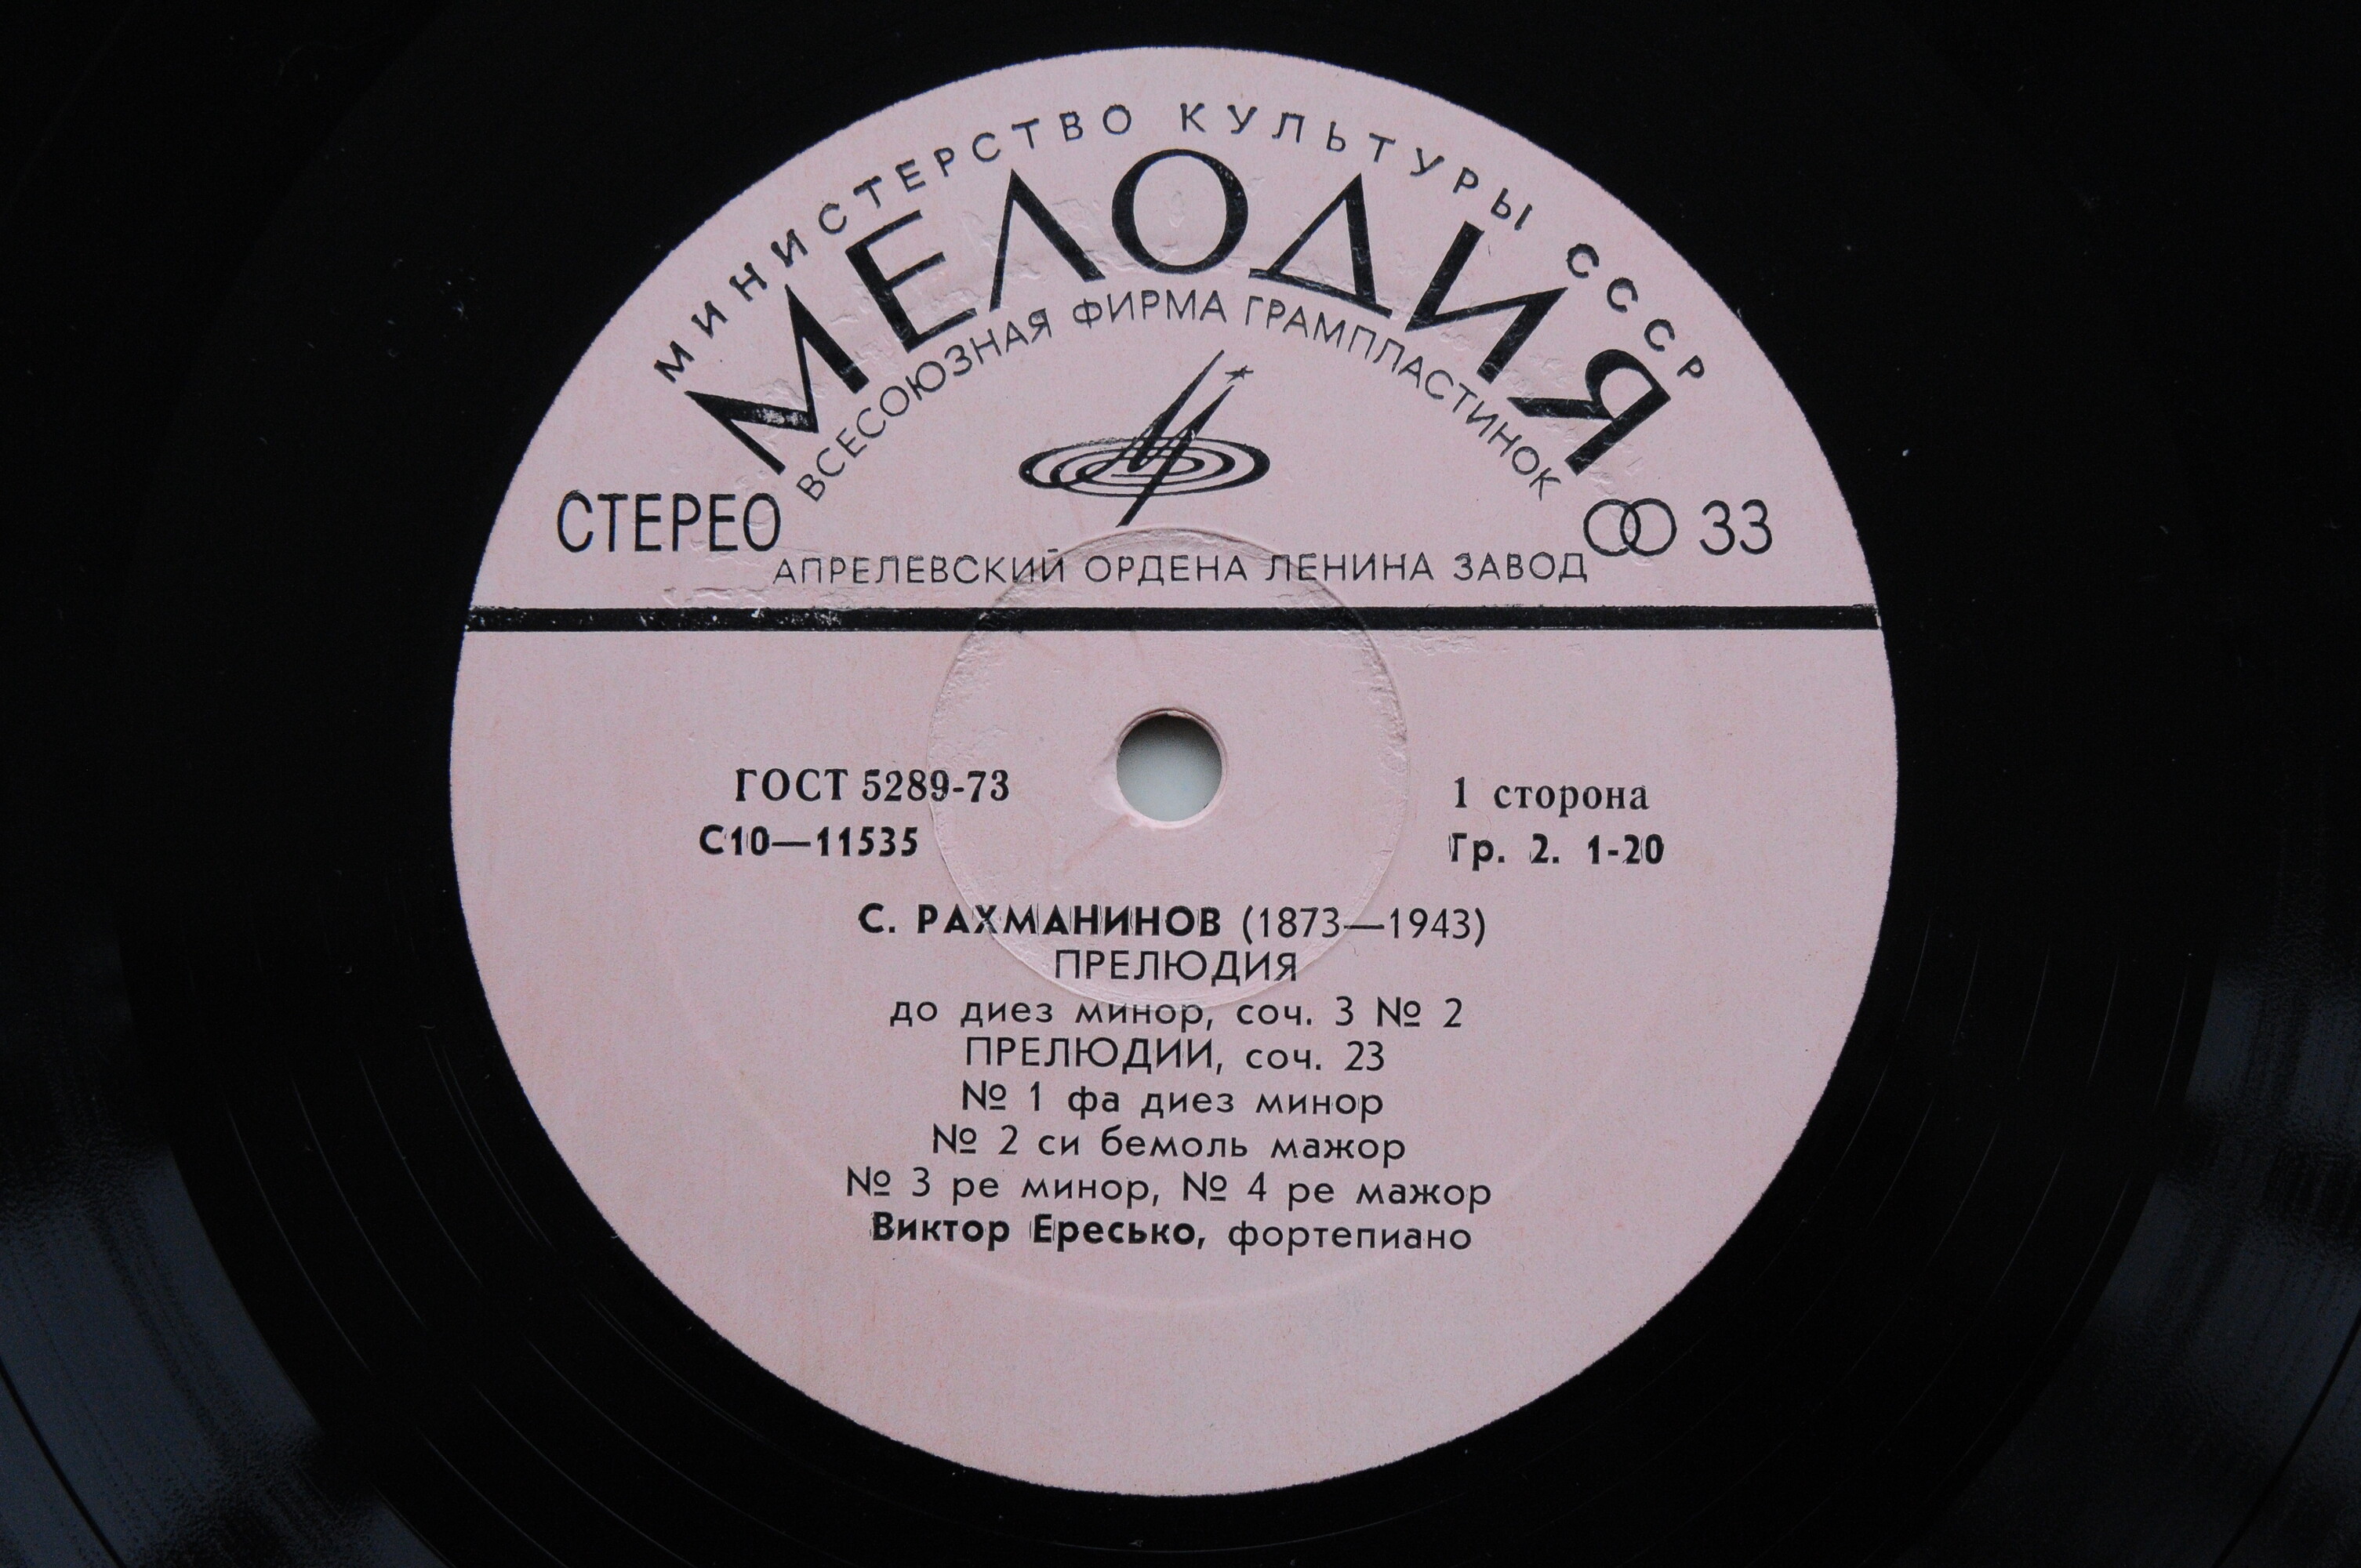 МИНИСТЕРСТВО КУЛЬТУРЫ СССР
МЕЛОДИЯ
ВСЕСОЮЗНАЯ ФИРМА ГРАМПЛАСТИНОК
СТЕРЕО
33
АПРЕЛЕВСКИЙ ОРДЕНА ЛЕНИНА ЗАВОД
ГОСТ 5289-73
1 сторона
С10—11535
Гр. 2. 1-20
С. РАХМАНИНОВ (1873—1943)
ПРЕЛЮДИЯ
до диез минор, соч. 3 № 2
ПРЕЛЮДИИ, соч. 23
№ 1 фа диез минор
№ 2 си бемоль мажор
№ 3 ре минор, № 4 ре мажор
Виктор Ересько, фортепиано